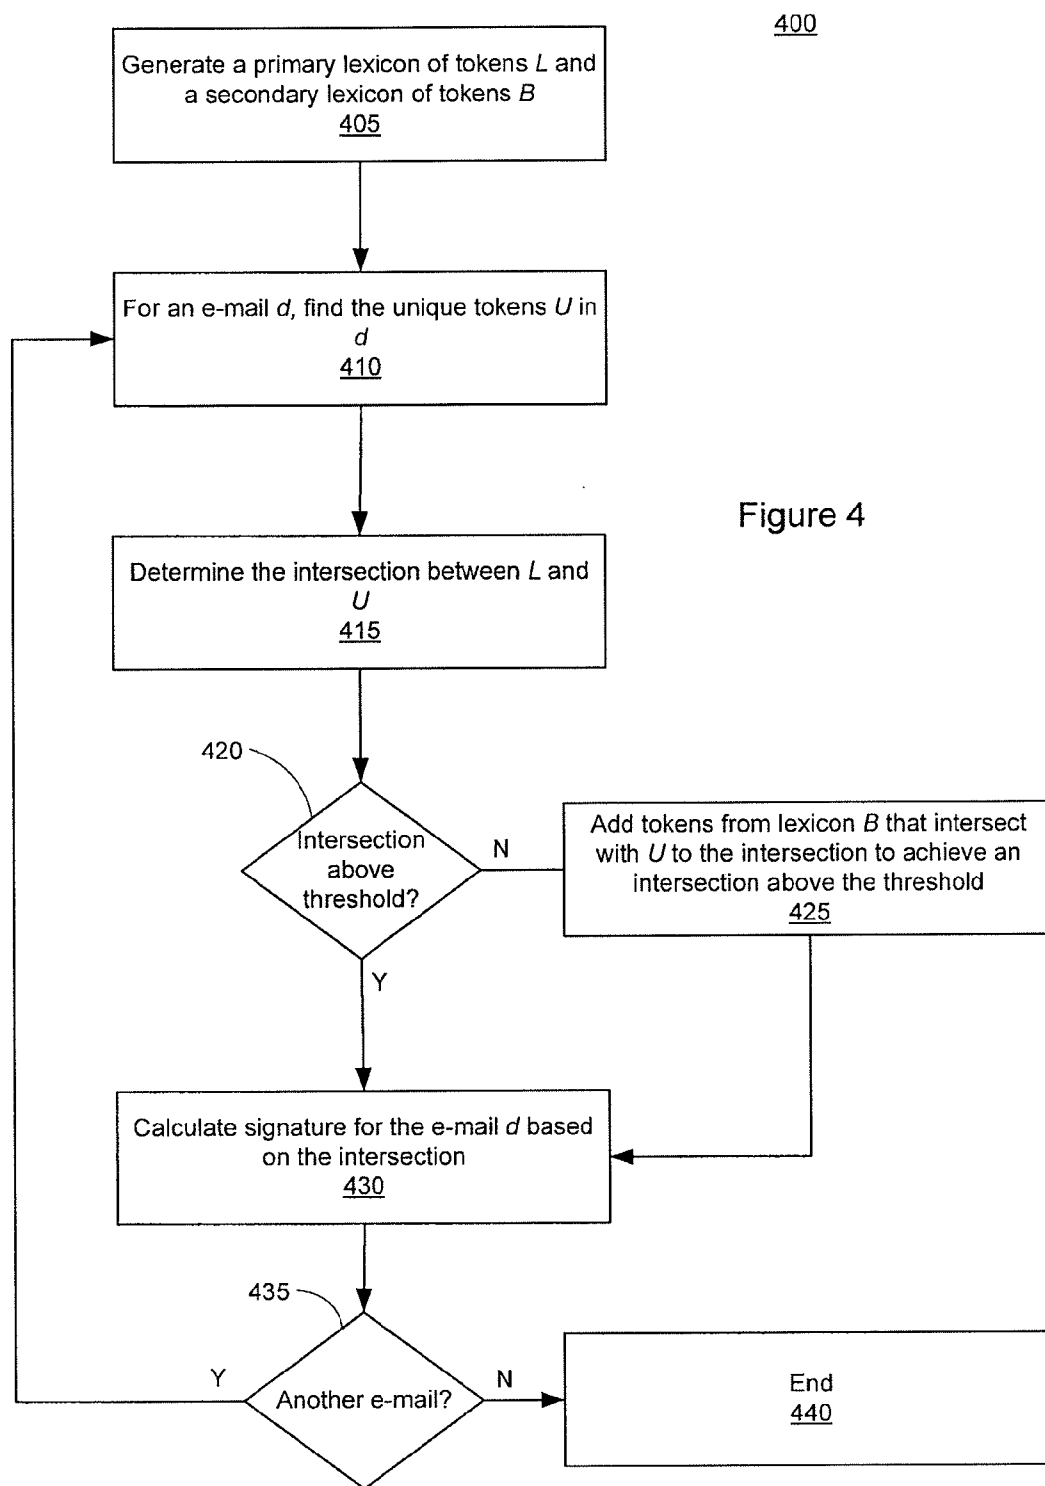 400
Generate a primary lexicon of tokens L and
a secondary lexicon of tokens B
405
For an e-mail d, find the unique tokens U in
d
410
Figure 4
Determine the intersection between L and
U
415
420
Intersection
above
threshold?
N
Y
Add tokens from lexicon B that intersect
with U to the intersection to achieve an
intersection above the threshold
425
Calculate signature for the e-mail d based
on the intersection
430
435
Y
Another e-mail?
N
End
440